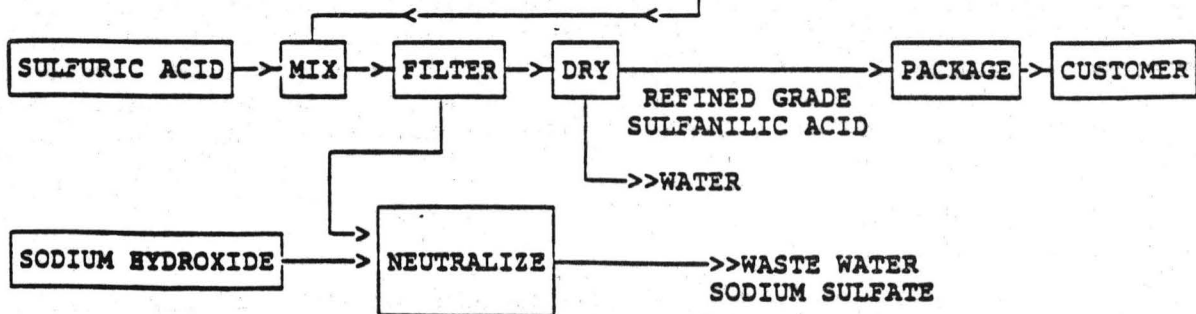 SULFURIC ACID
MIX
FILTER
DRY
PACKAGE
CUSTOMER
REFINED GRADE
SULFANILIC ACID
>>WATER
SODIUM HYDROXIDE
NEUTRALIZE
>>WASTE WATER
SODIUM SULFATE